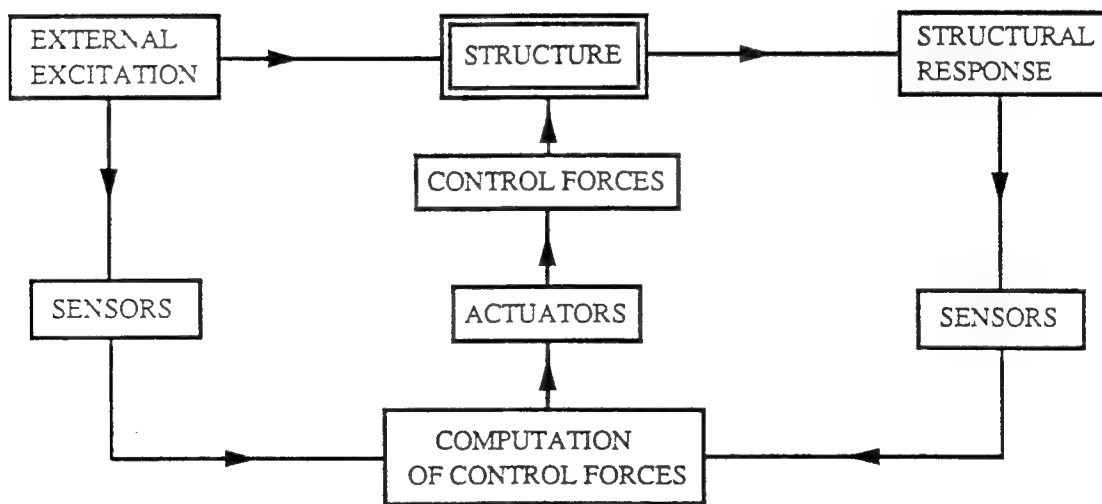 EXTERNAL
EXCITATION
STRUCTURE
STRUCTURAL
RESPONSE
CONTROL FORCES
SENSORS
ACTUATORS
SENSORS
COMPUTATION
OF CONTROL FORCES